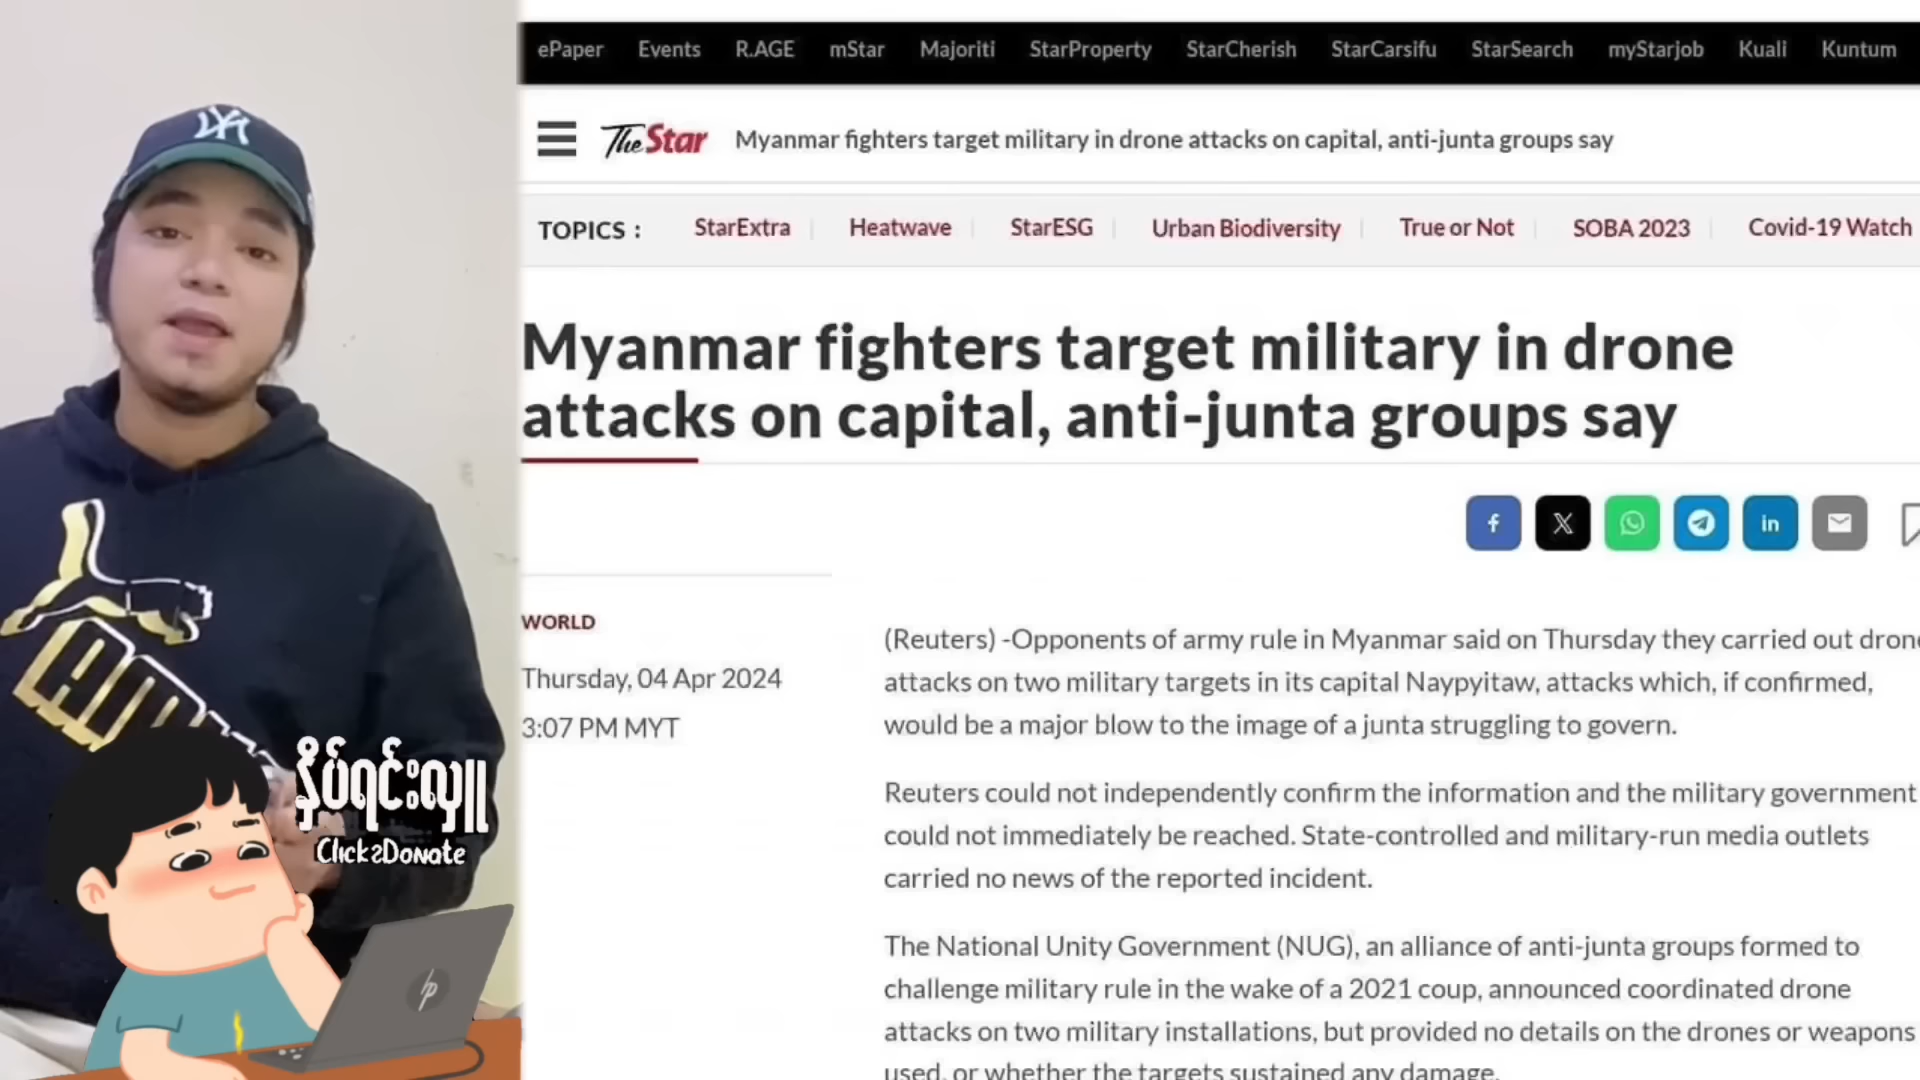 ePaper Events R.AGE mStar Majoriti StarProperty StarCherish StarCarsifu StarSearch myStarjob Kuali Kuntum
The Star Myanmar fighters target military in drone attacks on capital, anti-junta groups say
TOPICS : StarExtra Heatwave StarESG Urban Biodiversity True or Not SOBA 2023 Covid-19 Watch
Myanmar fighters target military in drone
attacks on capital, anti-junta groups say
WORLD
Thursday, 04 Apr 2024
3:07 PM MYT
(Reuters) -Opponents of army rule in Myanmar said on Thursday they carried out drone
attacks on two military targets in its capital Naypyitaw, attacks which, if confirmed,
would be a major blow to the image of a junta struggling to govern.
Reuters could not independently confirm the information and the military government
could not immediately be reached. State-controlled and military-run media outlets
carried no news of the reported incident.
The National Unity Government (NUG), an alliance of anti-junta groups formed to
challenge military rule in the wake of a 2021 coup, announced coordinated drone
attacks on two military installations, but provided no details on the drones or weapons
used, or whether the targets sustained any damage.
NY
နှိပ်ရင်းလှူ
Click2Donate
hp